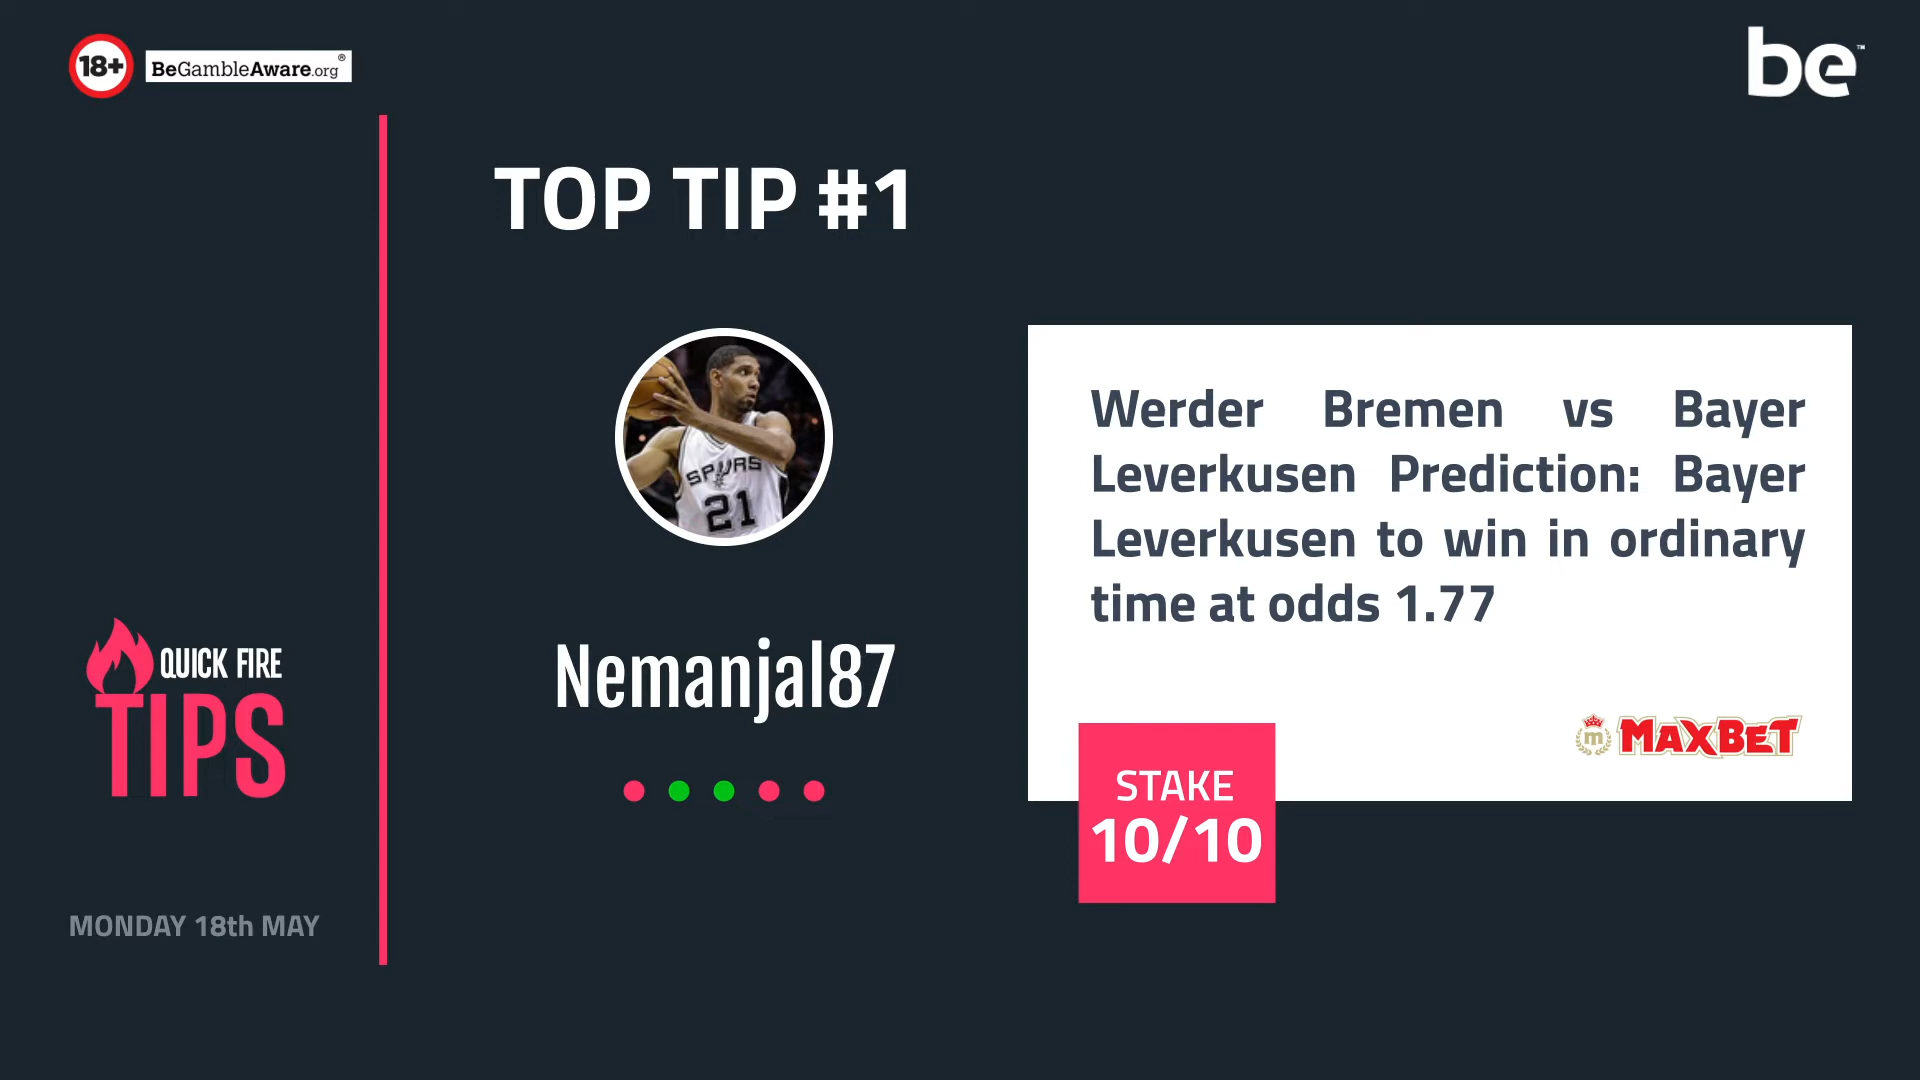 18+
BeGambleAware.org®
be™
TOP TIP #1
SPURS
21
Werder Bremen vs Bayer
Leverkusen Prediction: Bayer
Leverkusen to win in ordinary
time at odds 1.77
Nemanjal87
QUICK FIRE
TIPS
m MAXBET
STAKE
10/10
MONDAY 18th MAY